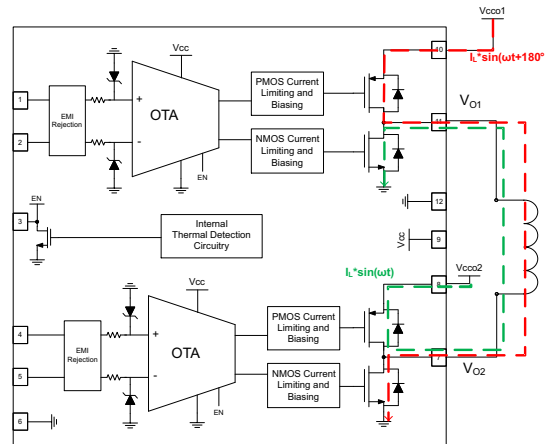 Vcco1
10
IL*sin(ωt+180°
Vcc
PMOS Current
Limiting and
Biasing
1
EMI
Rejection
+
OTA
-
2
NMOS Current
Limiting and
Biasing
EN
11
VO1
EN
3
Internal
Thermal Detection
Circuitry
12
Vcc
9
IL*sin(ωt)
8
Vcco2
Vcc
PMOS Current
Limiting and
Biasing
4
EMI
Rejection
+
OTA
-
5
NMOS Current
Limiting and
Biasing
EN
7
VO2
6